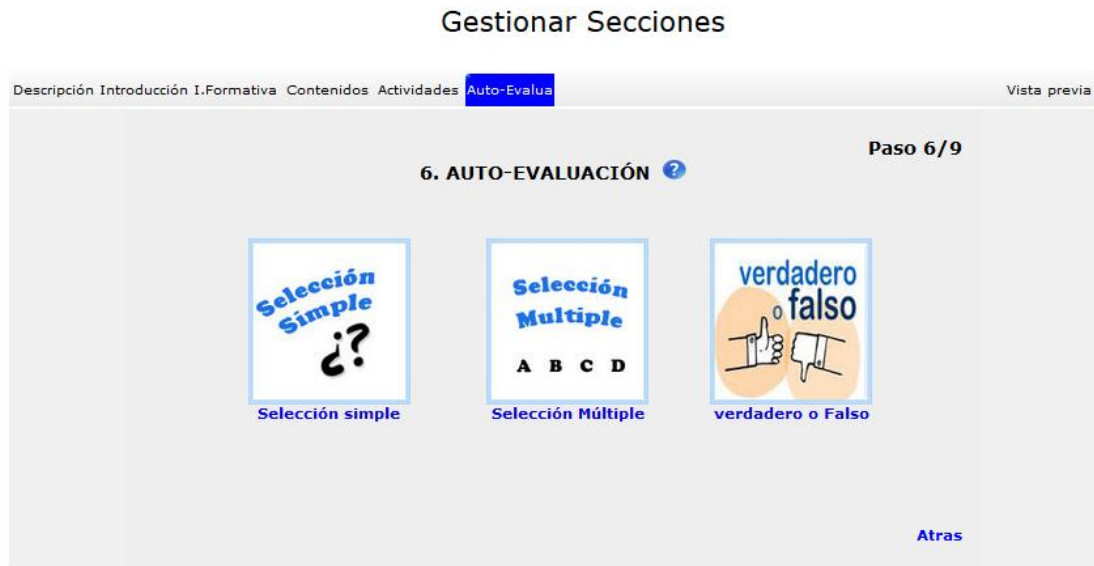 Gestionar Secciones
Descripción Introducción I.Formativa Contenidos Actividades Auto-Evalua Vista previa
Paso 6/9
6. AUTO-EVALUACIÓN ?
Selección
Simple
¿?
Selección
Multiple
A B C D
verdadero
o falso
Selección simple
Selección Múltiple
verdadero o Falso
Atras